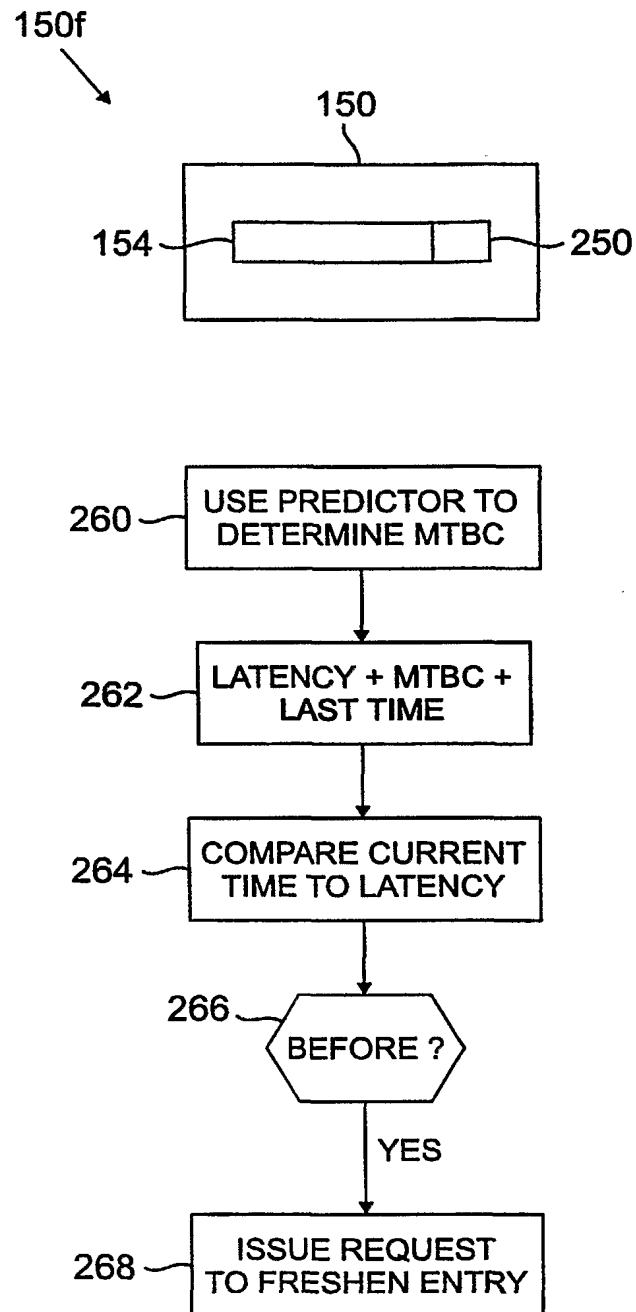 150f
150
154
250
260
USE PREDICTOR TO
DETERMINE MTBC
262
LATENCY + MTBC +
LAST TIME
264
COMPARE CURRENT
TIME TO LATENCY
266
BEFORE ?
YES
268
ISSUE REQUEST
TO FRESHEN ENTRY